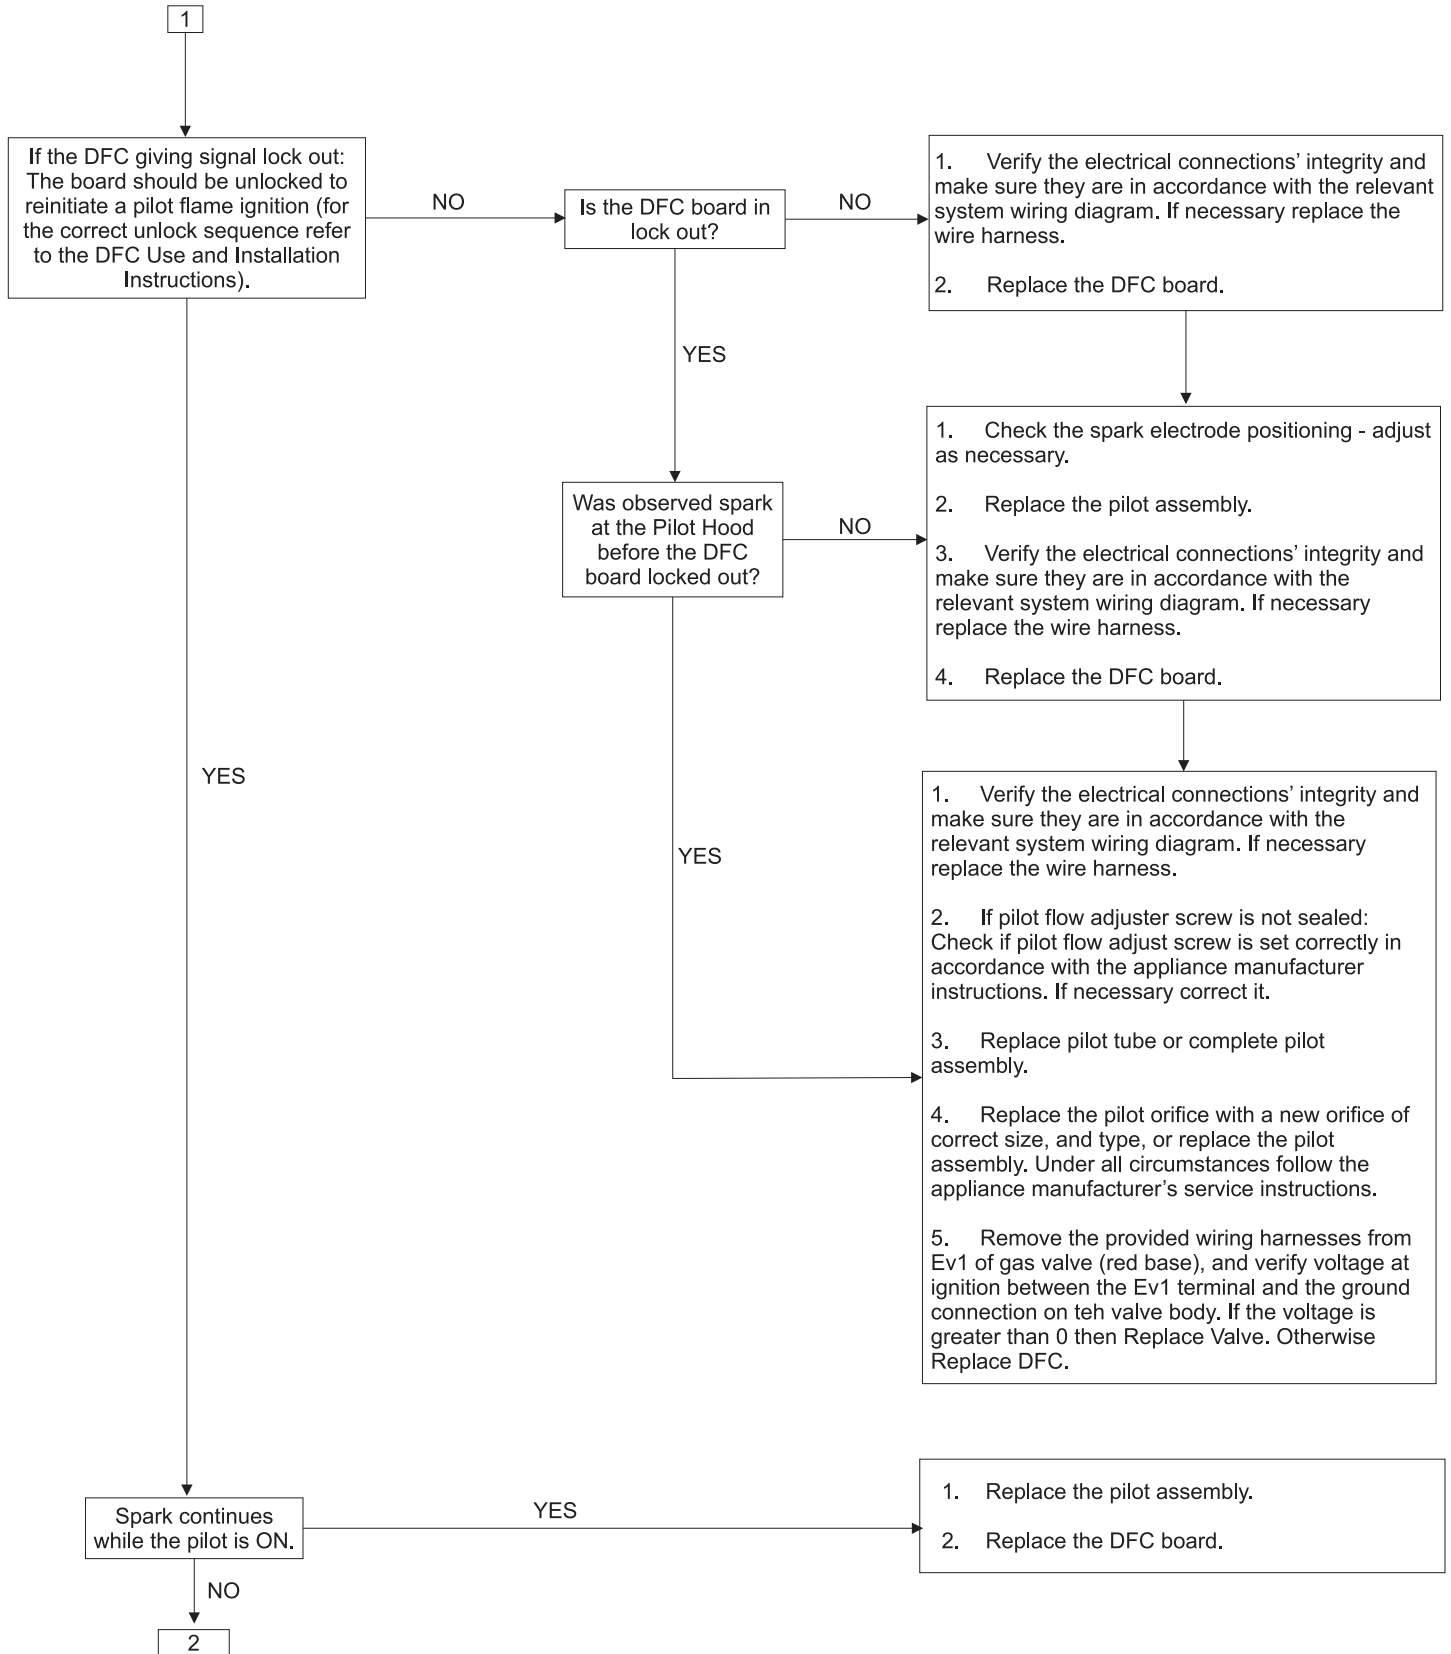 1
If the DFC giving signal lock out:
The board should be unlocked to
reinitiate a pilot flame ignition (for
the correct unlock sequence refer
to the DFC Use and Installation
Instructions).
NO
Is the DFC board in
lock out?
NO
1. Verify the electrical connections’ integrity and
make sure they are in accordance with the relevant
system wiring diagram. If necessary replace the
wire harness.
2. Replace the DFC board.
YES
1. Check the spark electrode positioning - adjust
as necessary.
2. Replace the pilot assembly.
3. Verify the electrical connections’ integrity and
make sure they are in accordance with the
relevant system wiring diagram. If necessary
replace the wire harness.
4. Replace the DFC board.
Was observed spark
at the Pilot Hood
before the DFC
board locked out?
NO
YES
YES
1. Verify the electrical connections’ integrity and
make sure they are in accordance with the
relevant system wiring diagram. If necessary
replace the wire harness.
2. If pilot flow adjuster screw is not sealed:
Check if pilot flow adjust screw is set correctly in
accordance with the appliance manufacturer
instructions. If necessary correct it.
3. Replace pilot tube or complete pilot
assembly.
4. Replace the pilot orifice with a new orifice of
correct size, and type, or replace the pilot
assembly. Under all circumstances follow the
appliance manufacturer’s service instructions.
5. Remove the provided wiring harnesses from
Ev1 of gas valve (red base), and verify voltage at
ignition between the Ev1 terminal and the ground
connection on teh valve body. If the voltage is
greater than 0 then Replace Valve. Otherwise
Replace DFC.
Spark continues
while the pilot is ON.
YES
1. Replace the pilot assembly.
2. Replace the DFC board.
NO
2